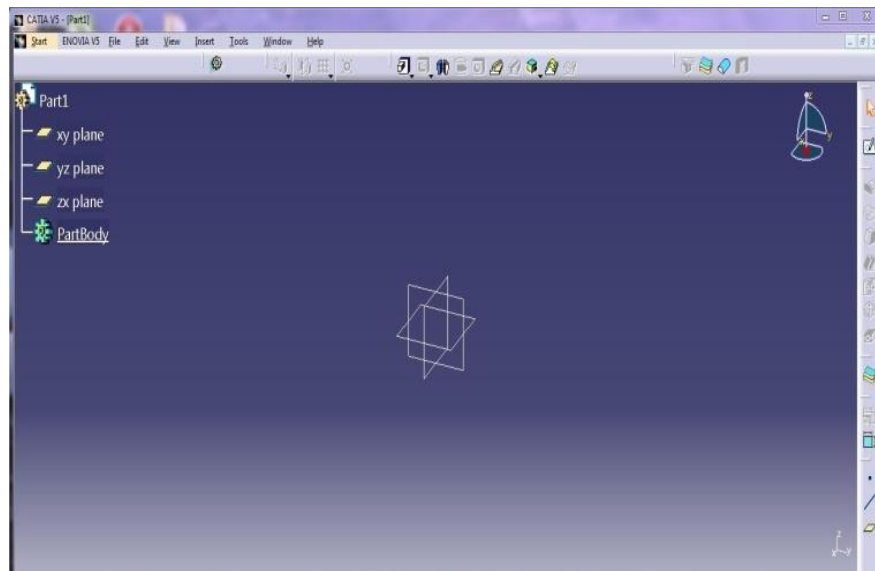 CATIA V5 - [Part1]
Start ENOVIA V5 File Edit View Insert Tools Window Help
Part1
xy plane
yz plane
zx plane
PartBody
z
y
z
x y